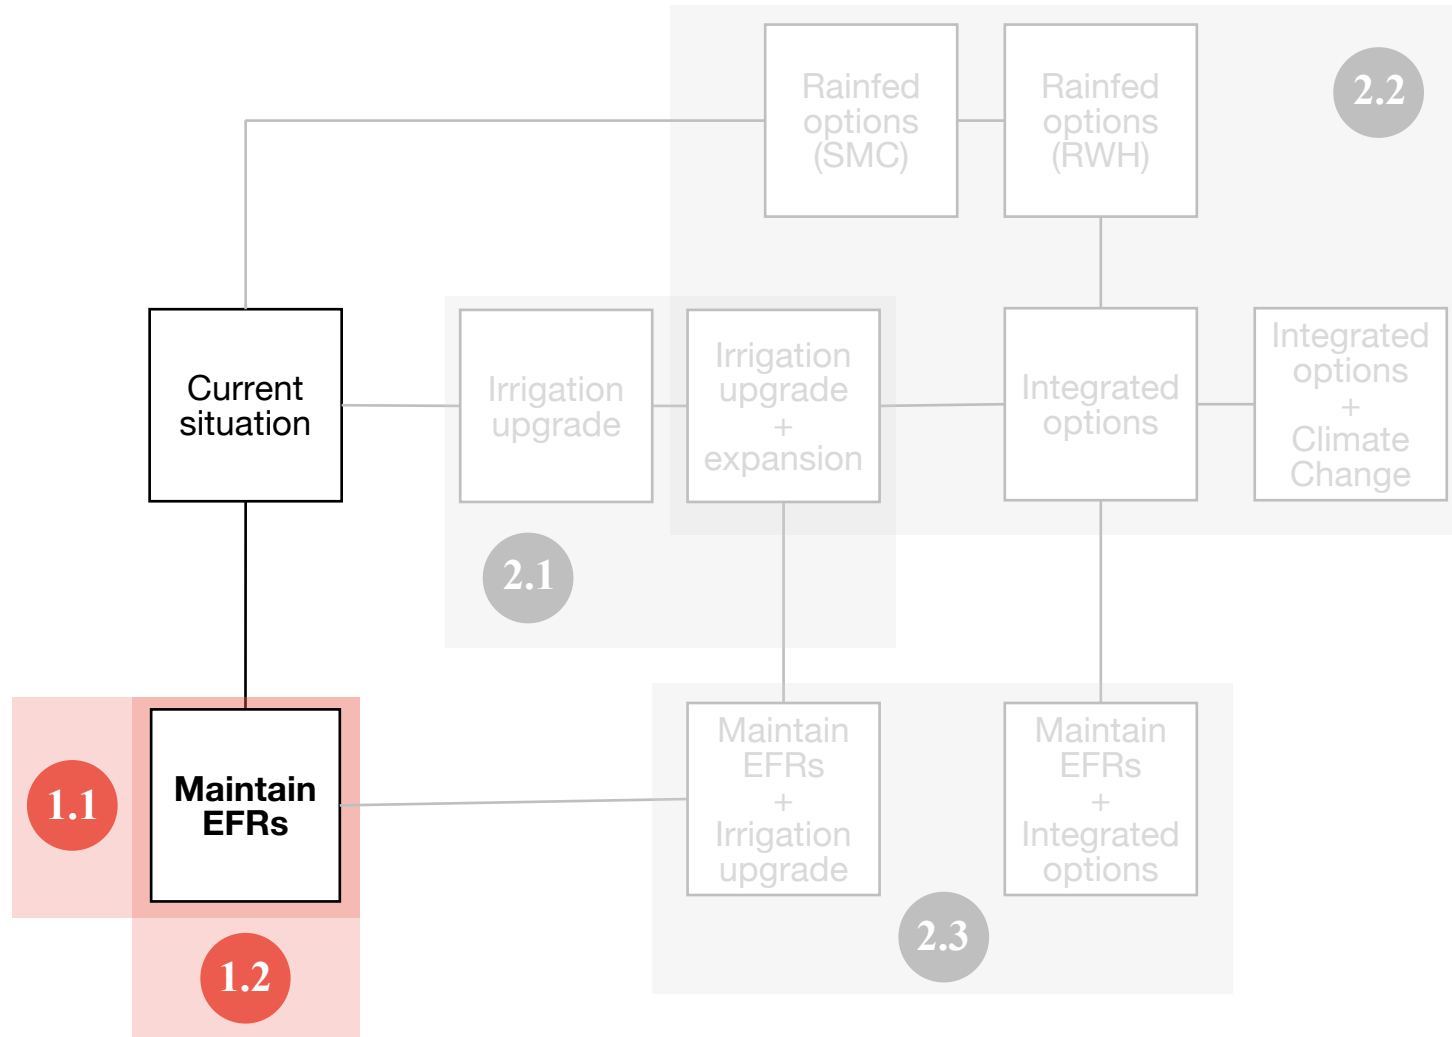 Rainfed
options
(SMC)
Rainfed
options
(RWH)
2.2
Current
situation
Irrigation
upgrade
Irrigation
upgrade
+
expansion
Integrated
options
Integrated
options
+
Climate
Change
2.1
1.1
Maintain
EFRs
Maintain
EFRs
+
Irrigation
upgrade
Maintain
EFRs
+
Integrated
options
2.3
1.2